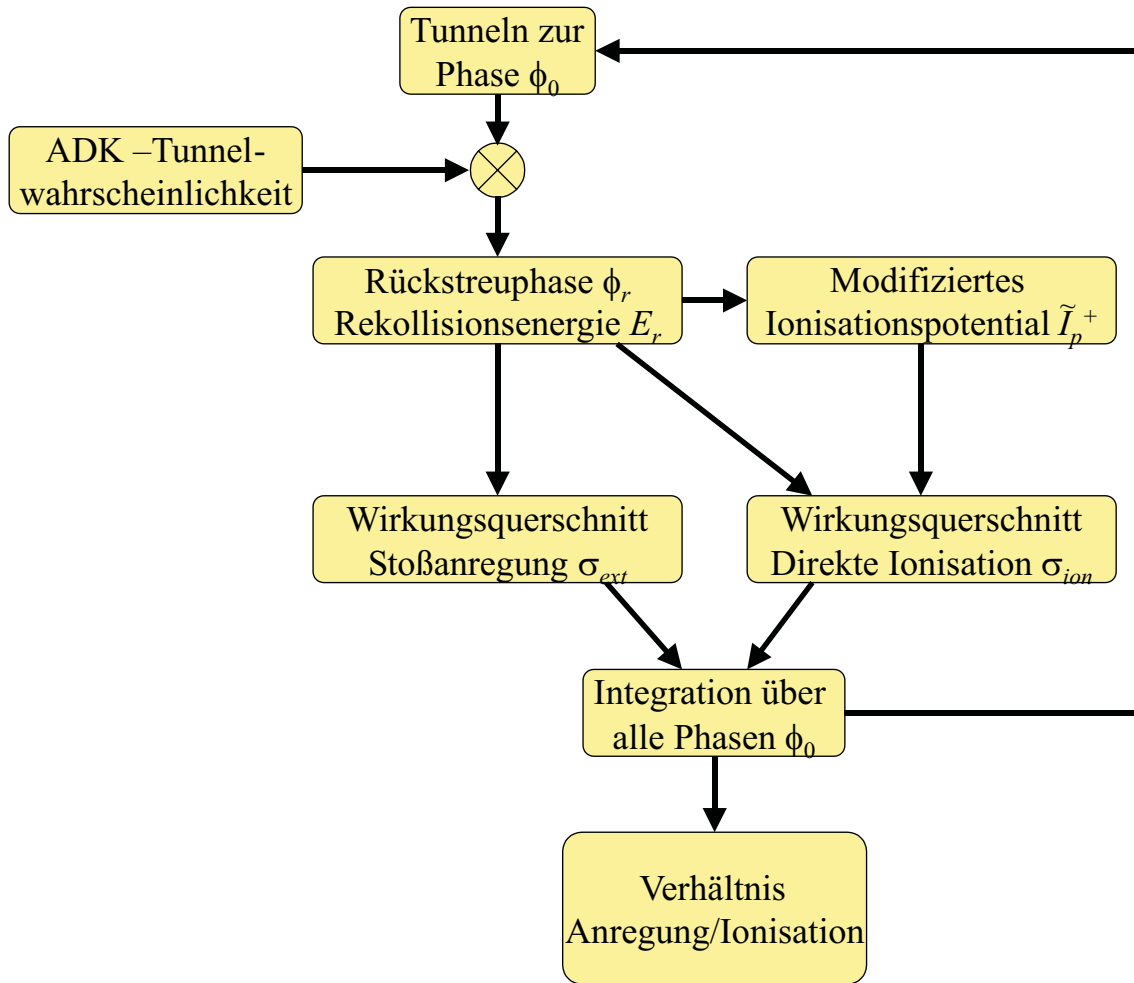 Tunneln zur
Phase ϕ₀
ADK –Tunnel-
wahrscheinlichkeit
Rückstreuphase ϕᵣ
Rekollisionsenergie Eᵣ
Modifiziertes
Ionisationspotential Ĩₚ⁺
Wirkungsquerschnitt
Stoßanregung σₑₓₜ
Wirkungsquerschnitt
Direkte Ionisation σᵢₒₙ
Integration über
alle Phasen ϕ₀
Verhältnis
Anregung/Ionisation